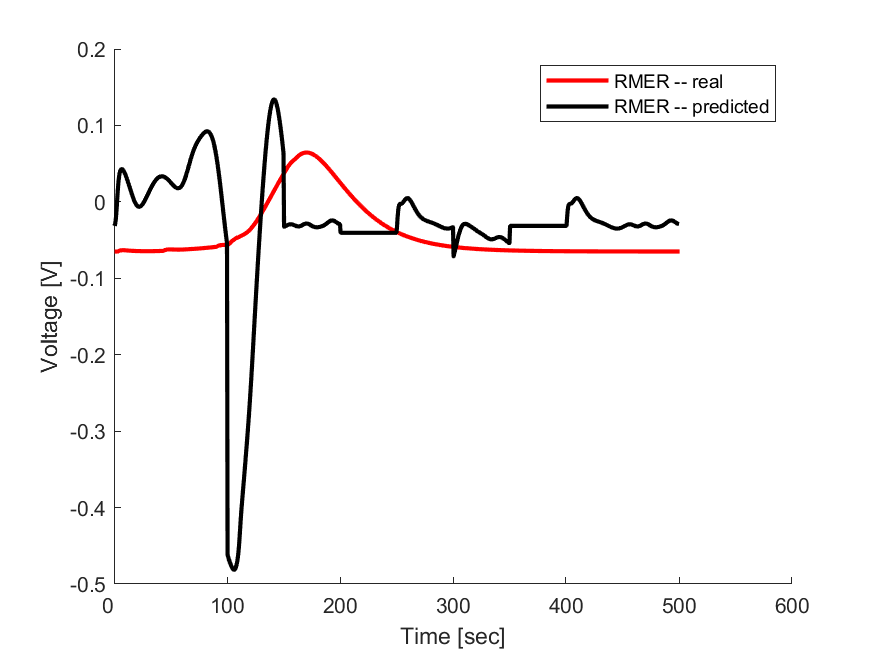 0.2
RMER -- real
RMER -- predicted
0.1
0
-0.1
-0.2
-0.3
-0.4
-0.5
Voltage [V]
0 100 200 300 400 500 600
Time [sec]